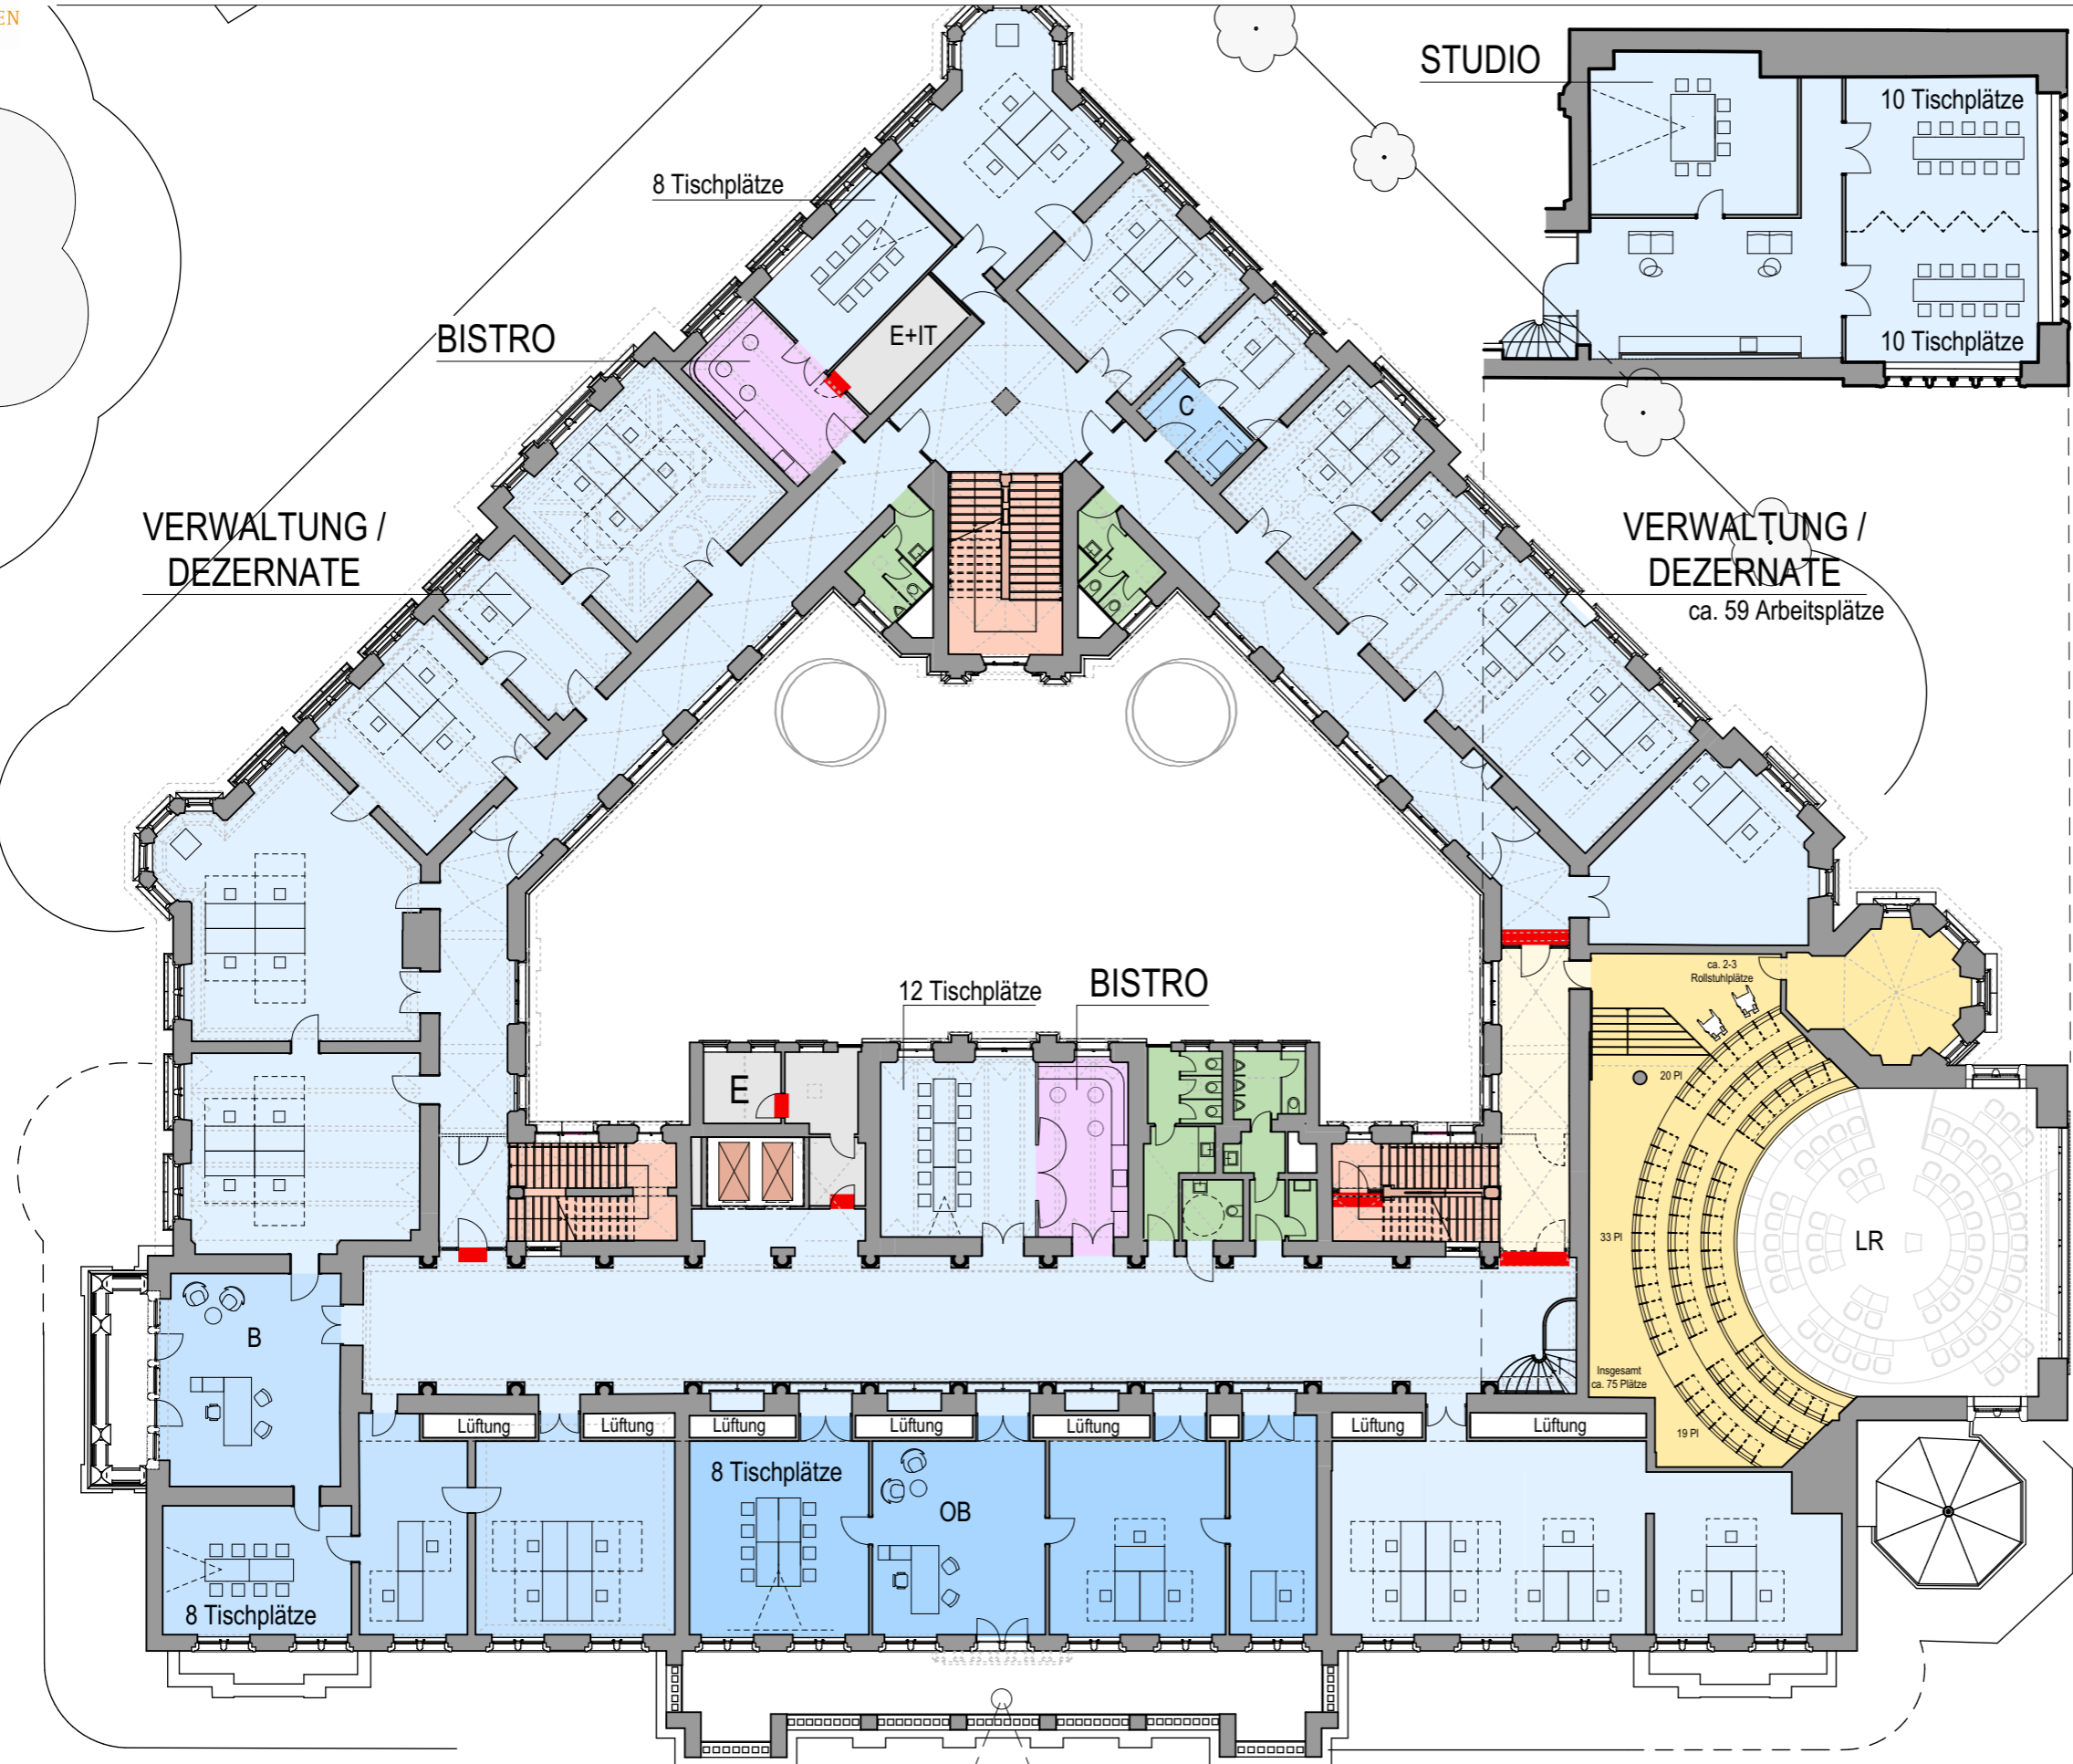 EN
STUDIO
10 Tischplätze
8 Tischplätze
BISTRO
E+IT
10 Tischplätze
C
VERWALTUNG /
DEZERNATE
VERWALTUNG /
DEZERNATE
ca. 59 Arbeitsplätze
12 Tischplätze
BISTRO
ca. 2-3
Rollstuhlplätze
E
20 Pl
33 Pl
LR
B
Insgesamt
ca. 75 Plätze
19 Pl
Lüftung
Lüftung
Lüftung
Lüftung
Lüftung
Lüftung
Lüftung
8 Tischplätze
OB
8 Tischplätze